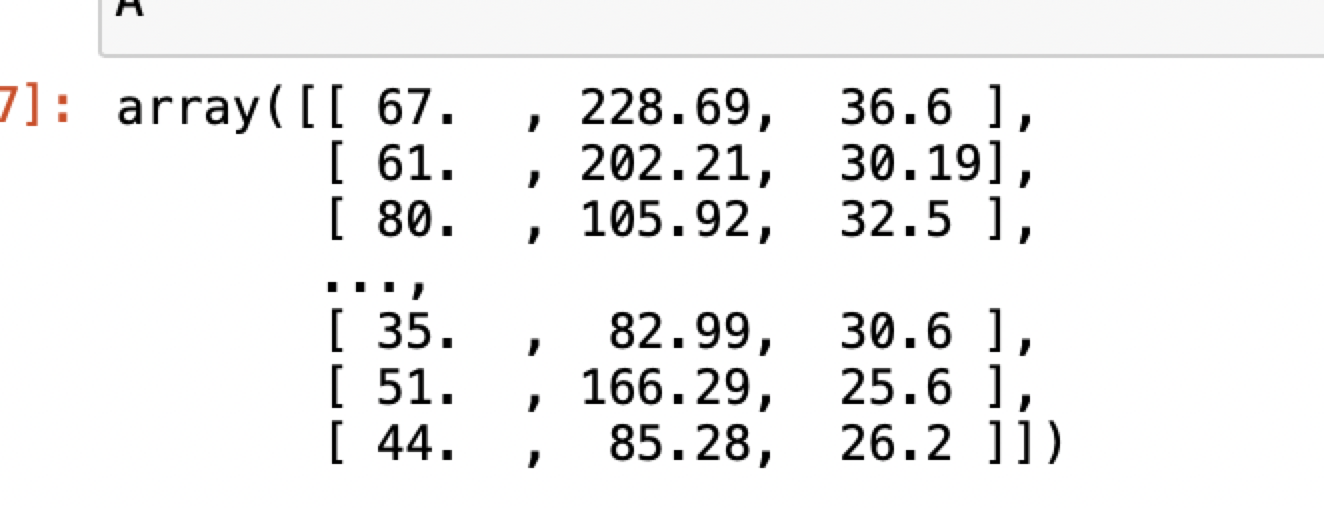 A
7]: array([[ 67.  , 228.69,  36.6 ],
[ 61.  , 202.21,  30.19],
[ 80.  , 105.92,  32.5 ],
...,
[ 35.  ,  82.99,  30.6 ],
[ 51.  , 166.29,  25.6 ],
[ 44.  ,  85.28,  26.2 ]])